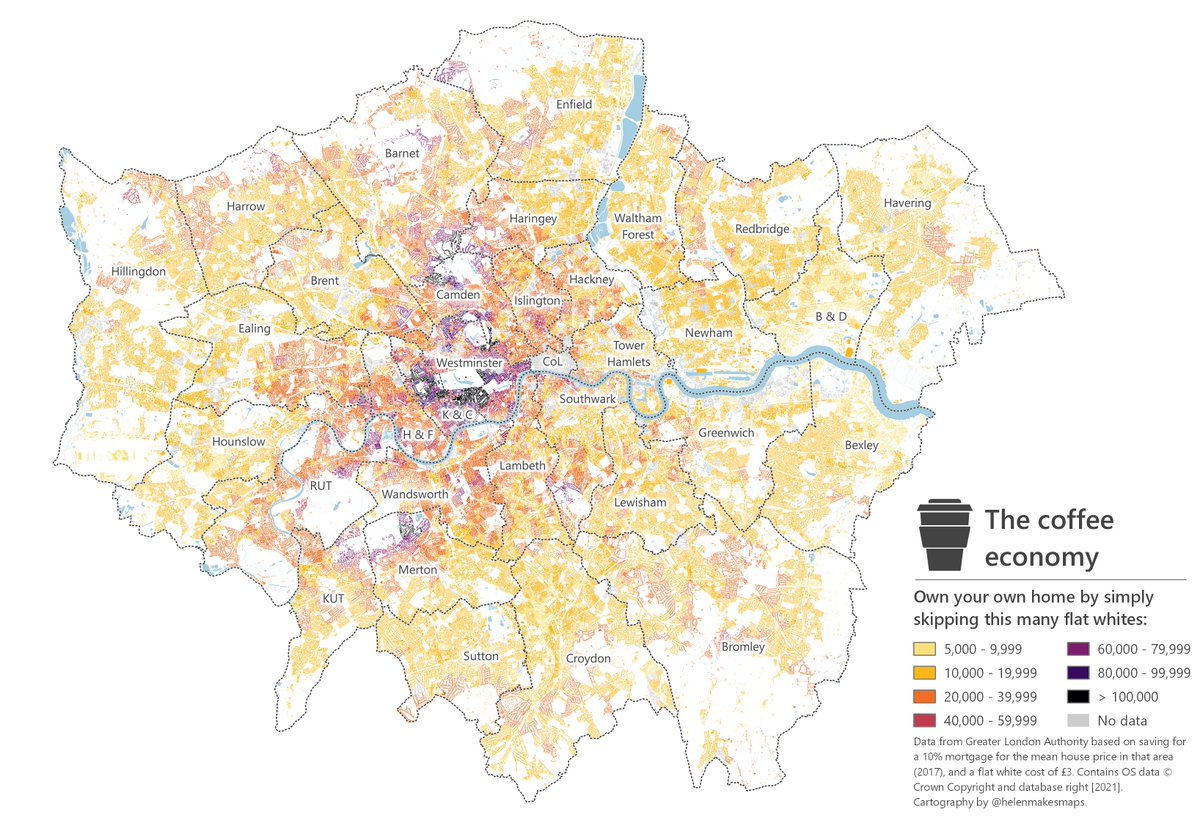 Enfield
Barnet
Harrow
Haringey
Waltham
Forest
Redbridge
Havering
Hillingdon
Brent
Camden
Islington
Hackney
Ealing
Newham
B & D
Westminster
CoL
Tower
Hamlets
Southwark
K & C
H & F
Hounslow
Greenwich
Bexley
RUT
Wandsworth
Lambeth
Lewisham
Merton
KUT
Sutton
Croydon
Bromley
The coffee
economy
Own your own home by simply
skipping this many flat whites:
5,000 - 9,999
10,000 - 19,999
20,000 - 39,999
40,000 - 59,999
60,000 - 79,999
80,000 - 99,999
> 100,000
No data
Data from Greater London Authority based on saving for
a 10% mortgage for the mean house price in that area
(2017), and a flat white cost of £3. Contains OS data ©
Crown Copyright and database right [2021].
Cartography by @helenmakesmaps.